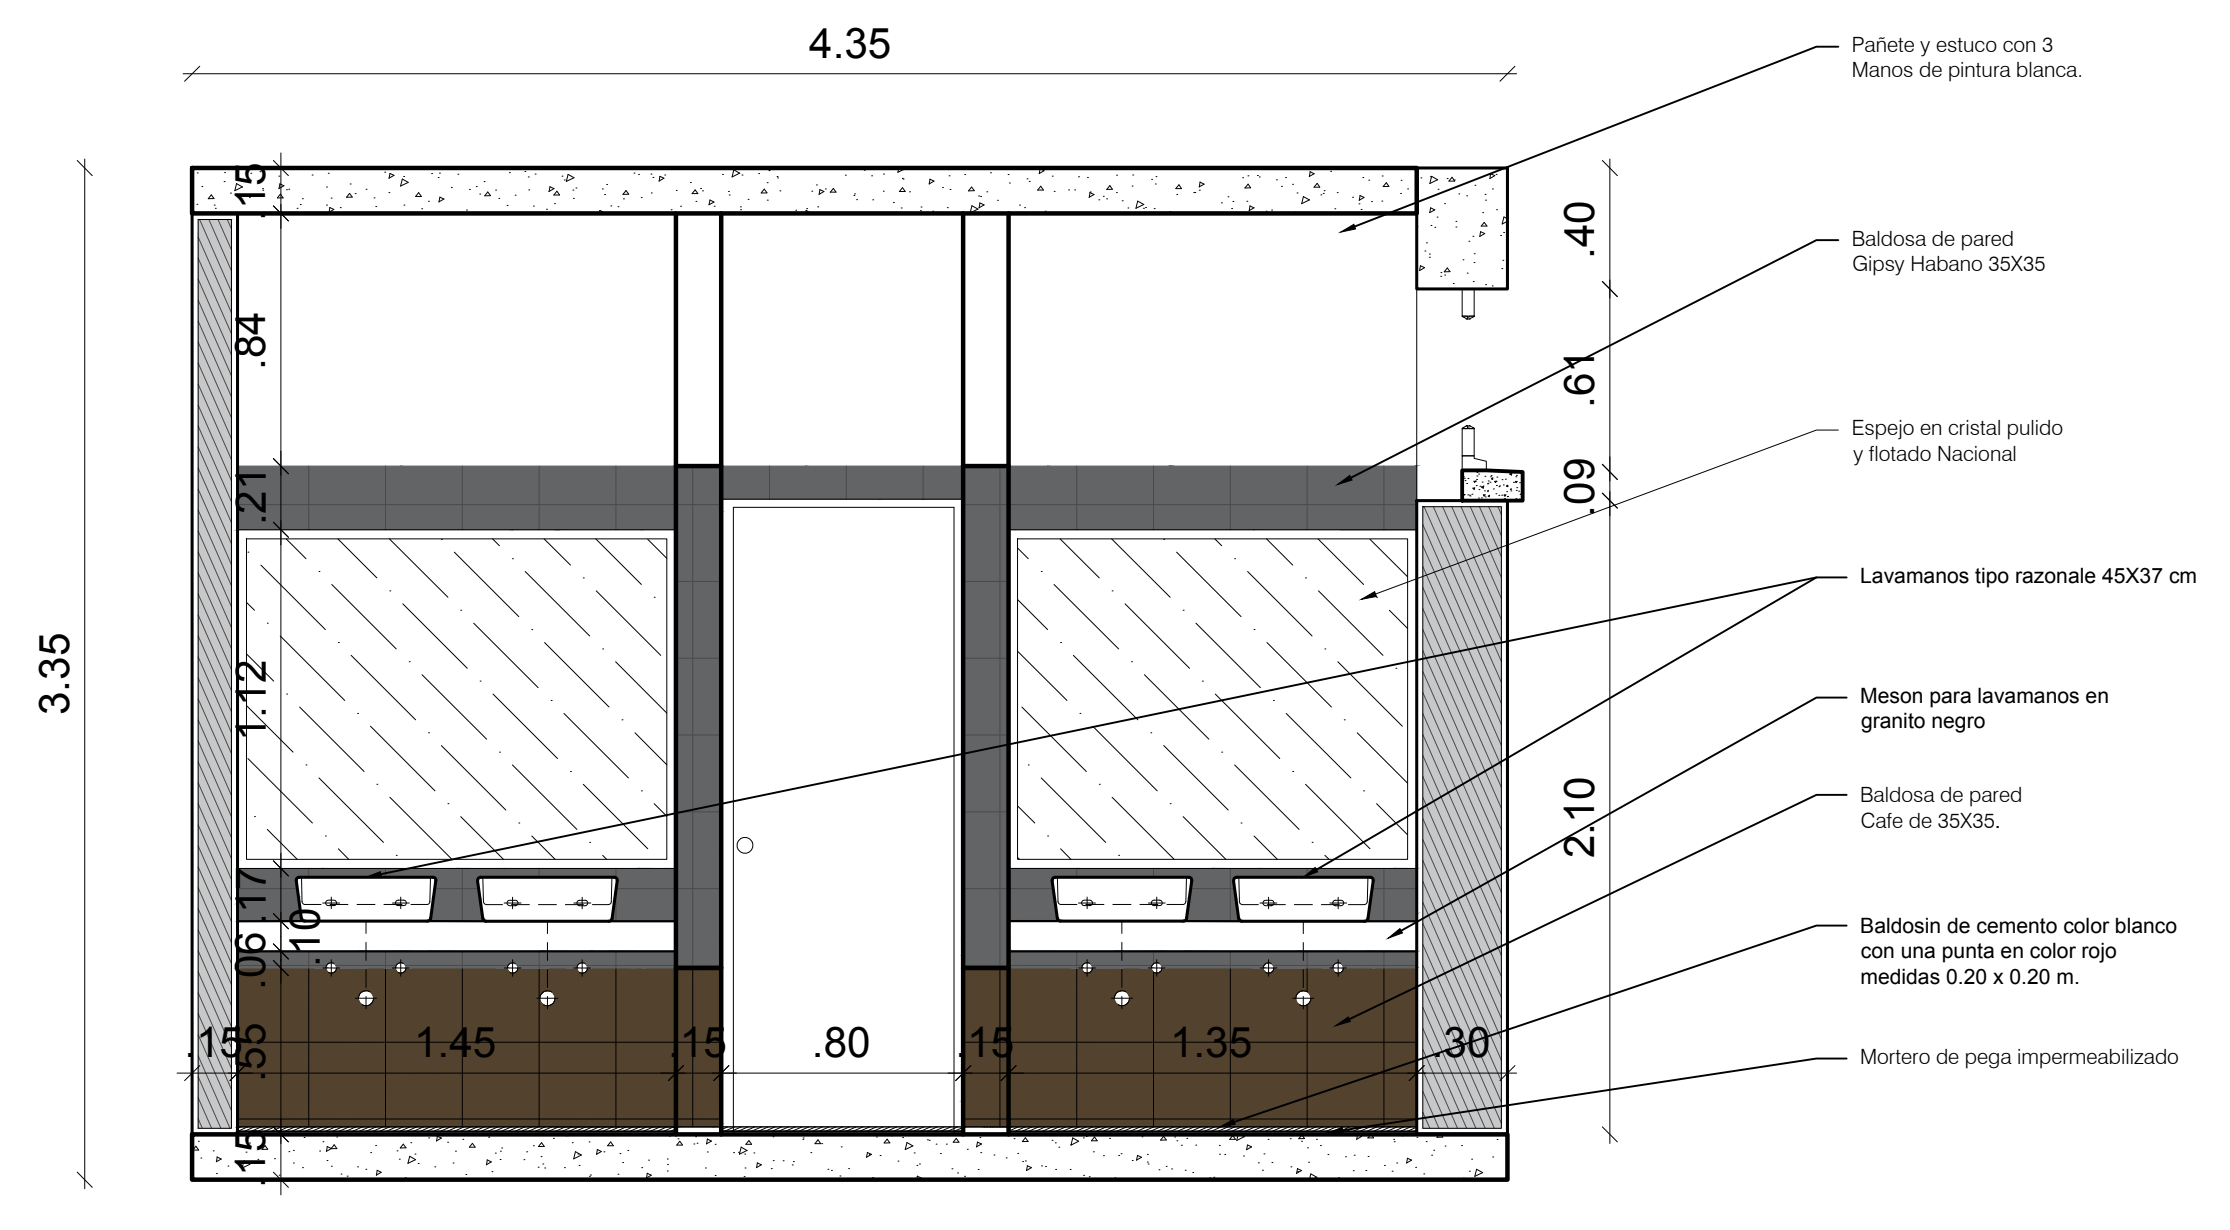 4.35
Pañete y estuco con 3
Manos de pintura blanca.
.15
.40
Baldosa de pared
Gipsy Habano 35X35
.84
.61
Espejo en cristal pulido
y flotado Nacional
.21
.09
Lavamanos tipo razonale 45X37 cm
3.35
1.12
Meson para lavamanos en
granito negro
2.10
Baldosa de pared
Cafe de 35X35.
.17
.10
.06
Baldosin de cemento color blanco
con una punta en color rojo
medidas 0.20 x 0.20 m.
.15
.55
1.45
.15
.80
.15
1.35
.30
Mortero de pega impermeabilizado
.15